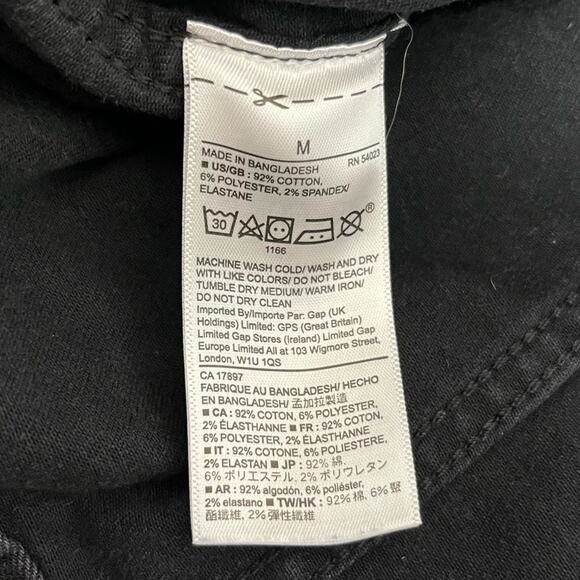 M
MADE IN BANGLADESH RN 54023
■ US/GB : 92% COTTON,
6% POLYESTER, 2% SPANDEX/
ELASTANE
30 ®
1166
MACHINE WASH COLD/ WASH AND DRY
WITH LIKE COLORS/ DO NOT BLEACH/
TUMBLE DRY MEDIUM/ WARM IRON/
DO NOT DRY CLEAN
Imported By/Importe Par: Gap (UK
Holdings) Limited: GPS (Great Britain)
Limited Gap Stores (Ireland) Limited Gap
Europe Limited All at 103 Wigmore Street,
London, W1U 1QS
CA 17897
FABRIQUE AU BANGLADESH/ HECHO
EN BANGLADESH/ 孟加拉製造
■ CA : 92% COTON, 6% POLYESTER,
2% ÉLASTHANNE ■ FR : 92% COTON,
6% POLYESTER, 2% ÉLASTHANNE
■ IT : 92% COTONE, 6% POLIESTERE,
2% ELASTAN ■ JP : 92% 綿,
6% ポリエステル, 2% ポリウレタン
■ AR : 92% algodón, 6% poliéster,
2% elastano ■ TW/HK : 92% 棉, 6% 聚
酯纖維, 2% 彈性纖維